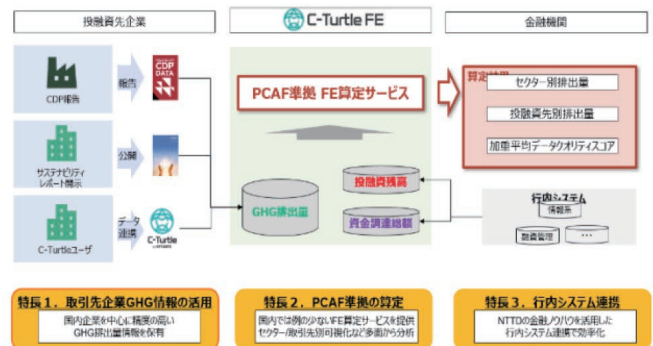 投融資先企業
C-Turtle FE
金融機関
CDP報告
報告
CDP
DATA
サステナビリティ
レポート開示
公開
C-Turtleユーザ
データ
連携
C-Turtle
PCAF準拠 FE算定サービス
GHG排出量
投融資残高
資金調達総額
セクター別排出量
投融資先別排出量
加重平均データクオリティスコア
行内システム
情報系
融資管理
…
特長１．取引先企業GHG情報の活用
国内企業を中心に精度の高い
GHG排出量情報を保有
特長２．PCAF準拠の算定
国内では例の少ないFE算定サービスを提供
セクター/取引先別可視化など多面から分析
特長３．行内システム連携
NTTDの金融ノウハウを活用した
行内システム連携で効率化